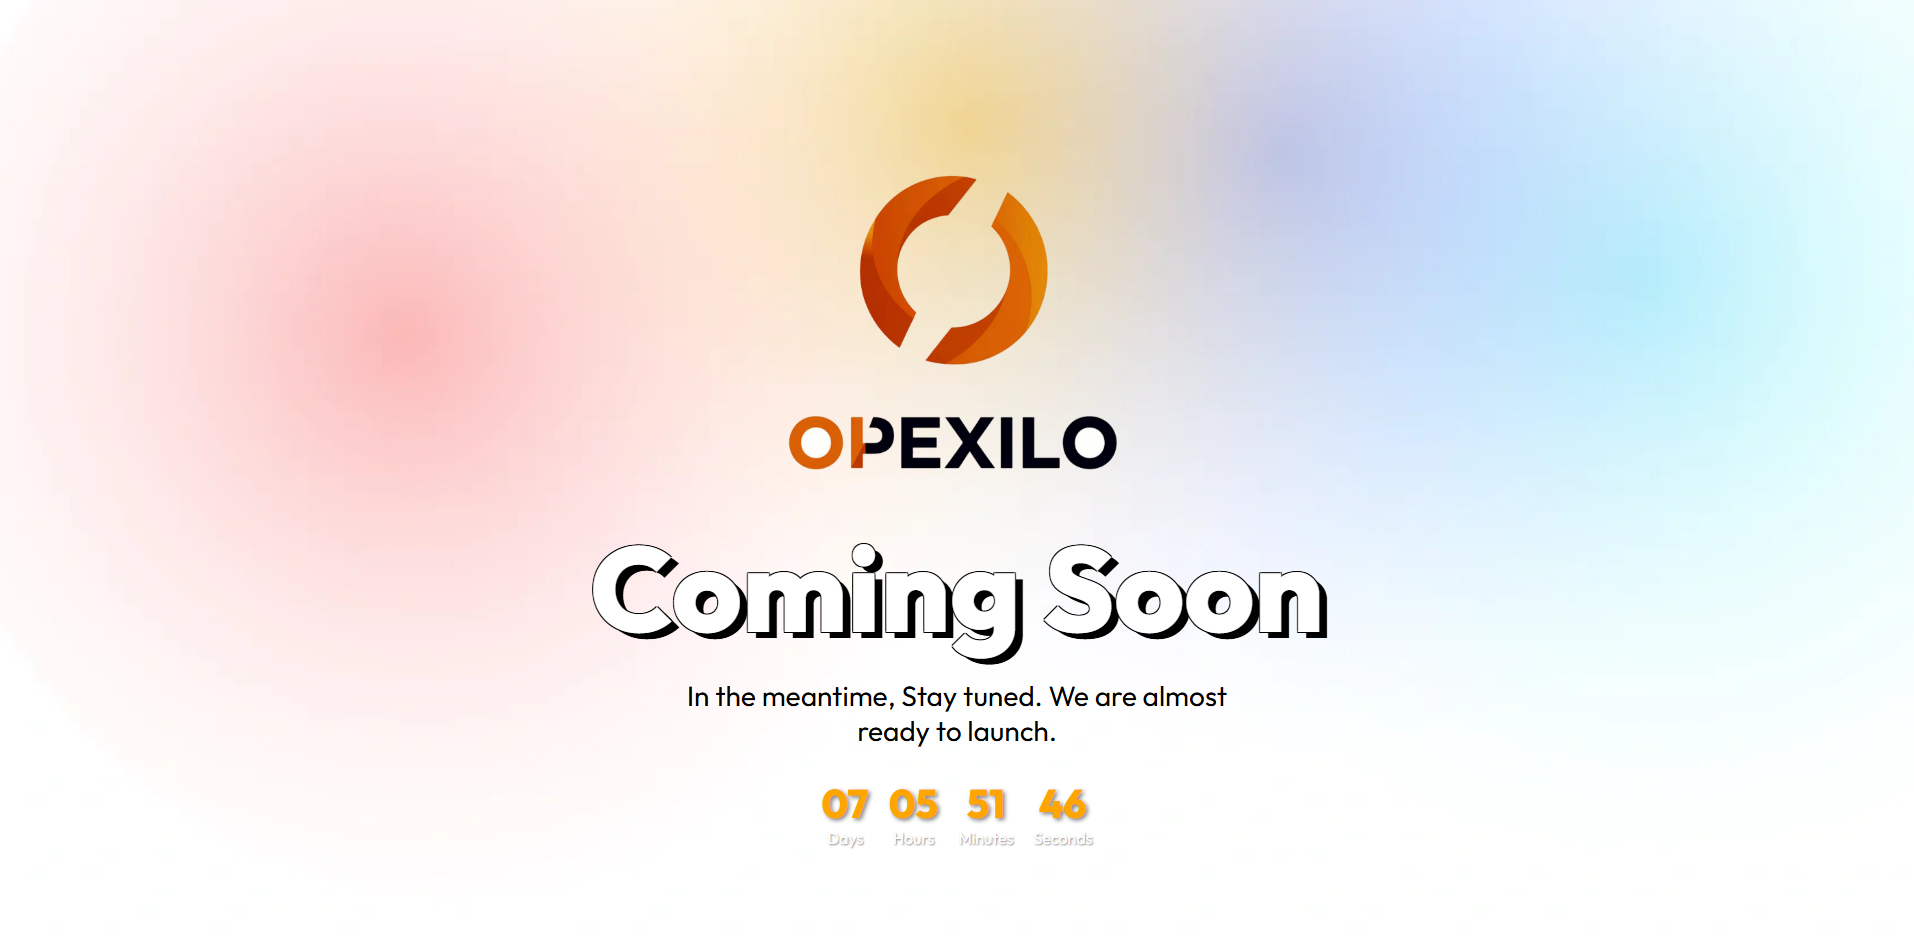 OPEXILO
Coming Soon
In the meantime, Stay tuned. We are almost
ready to launch.
07 05 51 46
Days Hours Minutes Seconds